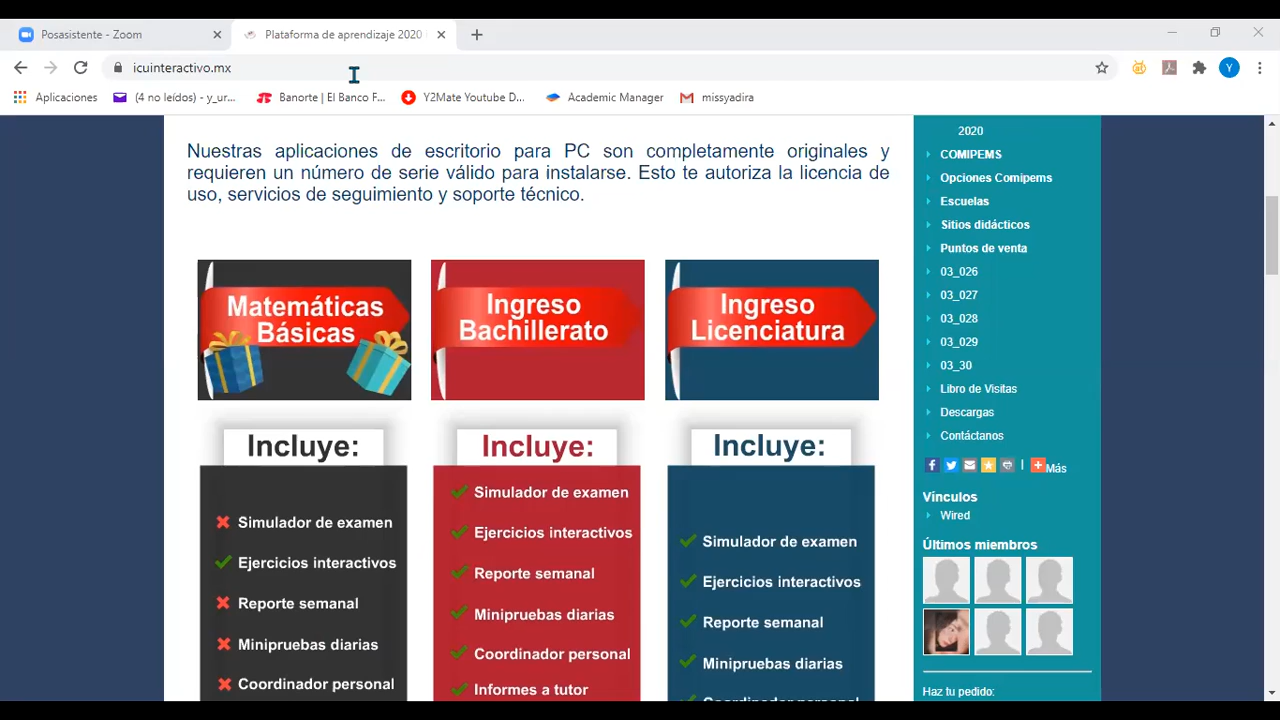 Posasistente - Zoom
Plataforma de aprendizaje 2020
icuinteractivo.mx
Y
Aplicaciones
(4 no leídos) - y_ur...
Banorte | El Banco F...
Y2Mate Youtube D...
Academic Manager
missyadira
Nuestras aplicaciones de escritorio para PC son completamente originales y
requieren un número de serie válido para instalarse. Esto te autoriza la licencia de
uso, servicios de seguimiento y soporte técnico.
Matemáticas
Básicas
Ingreso
Bachillerato
Ingreso
Licenciatura
Incluye:
Simulador de examen
Ejercicios interactivos
Reporte semanal
Minipruebas diarias
Coordinador personal
Incluye:
Simulador de examen
Ejercicios interactivos
Reporte semanal
Minipruebas diarias
Coordinador personal
Informes a tutor
Incluye:
Simulador de examen
Ejercicios interactivos
Reporte semanal
Minipruebas diarias
Coordinador personal
2020
COMIPEMS
Opciones Comipems
Escuelas
Sitios didácticos
Puntos de venta
03_026
03_027
03_028
03_029
03_30
Libro de Visitas
Descargas
Contáctanos
Más
Vínculos
Wired
Últimos miembros
Haz tu pedido: